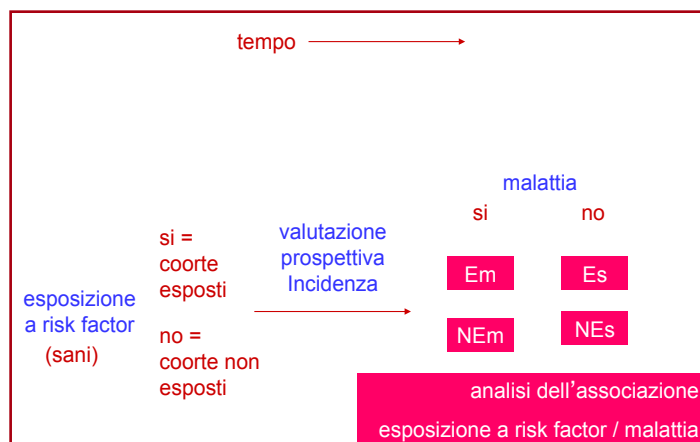 tempo
malattia
si
no
si =
coorte
esposti
valutazione
prospettiva
Incidenza
Em
Es
esposizione
a risk factor
(sani)
no =
coorte non
esposti
NEm
NEs
analisi dell’associazione
esposizione a risk factor / malattia